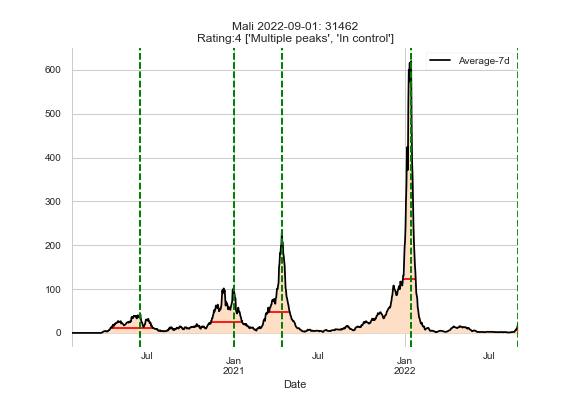 Mali 2022-09-01: 31462
Rating:4 ['Multiple peaks', 'In control']
Average-7d
600
500
400
300
200
100
0
Jul
Jan
2021
Jul
Jan
2022
Jul
Date